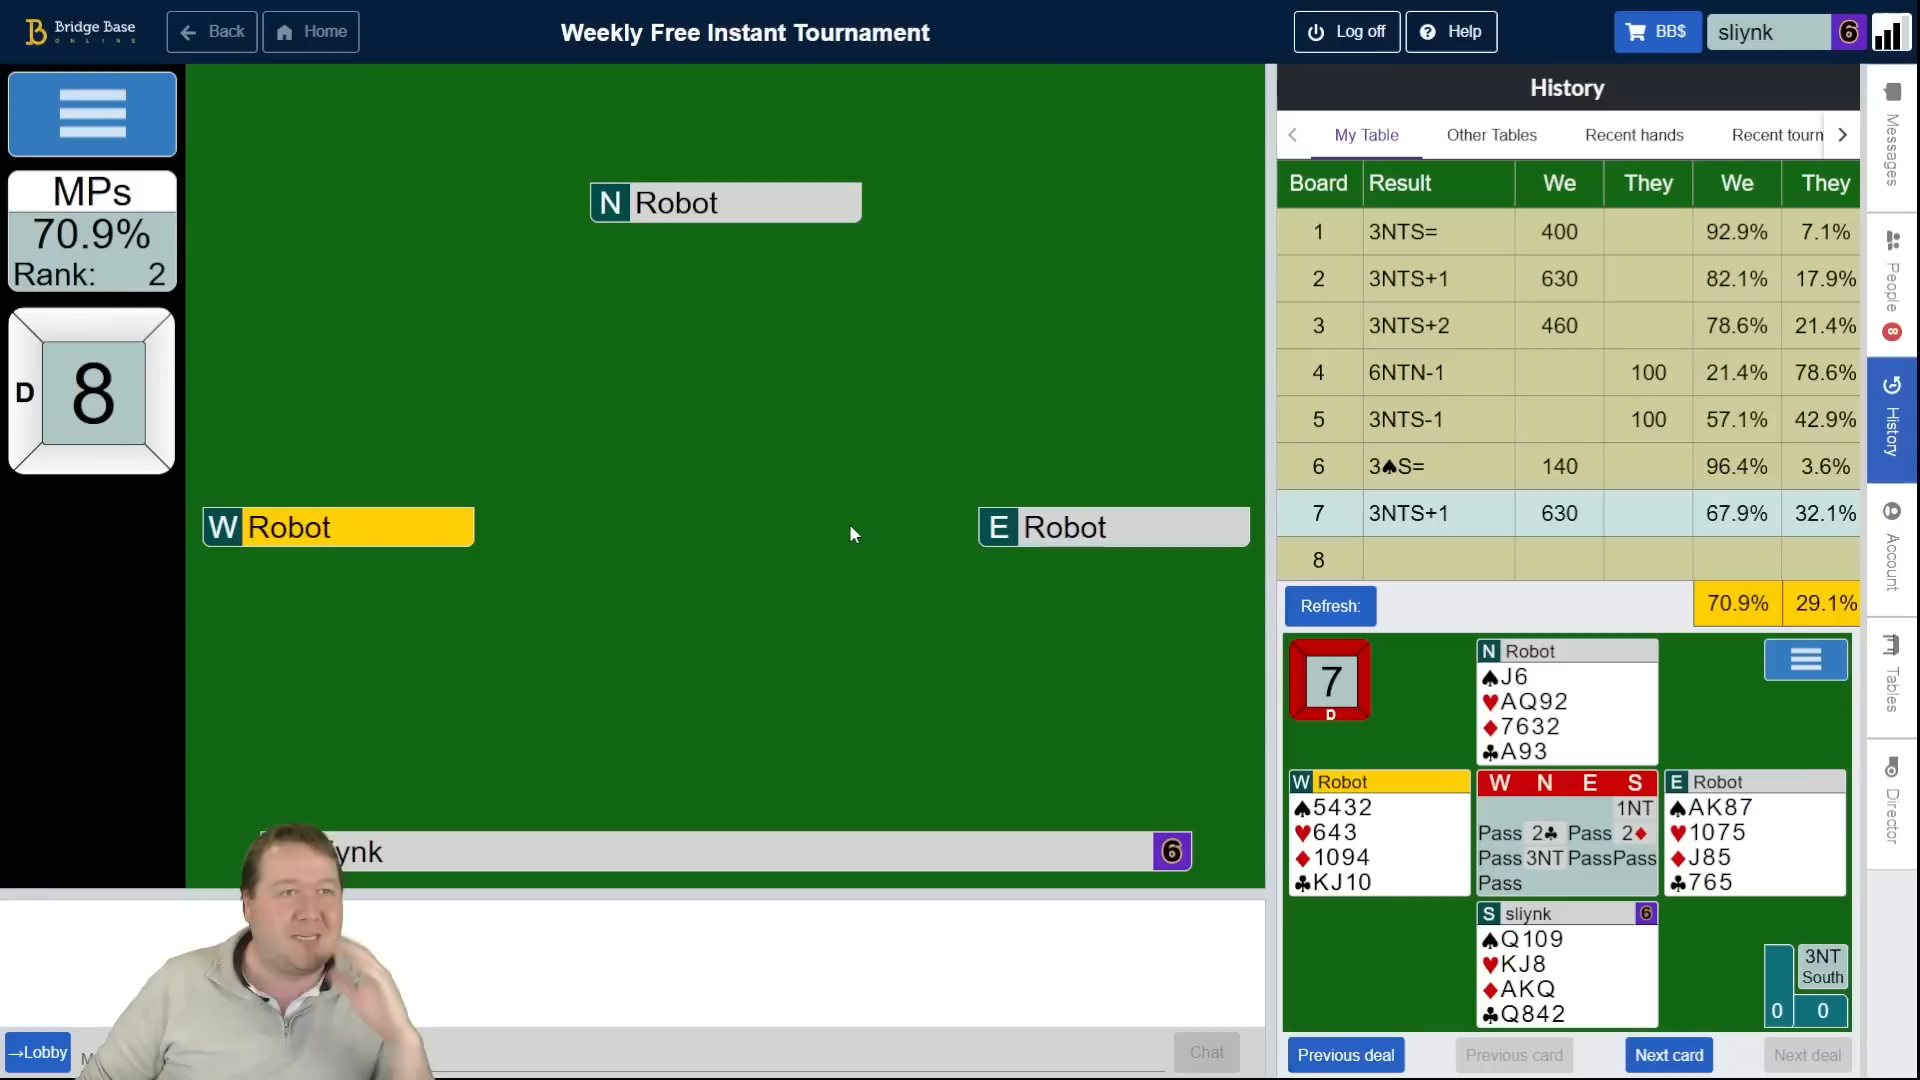 Bridge Base
ONLINE
Back
Home
Weekly Free Instant Tournament
Log off
Help
BB$
sliynk
6
MPs
70.9%
Rank: 2
D 8
N Robot
W Robot
E Robot
ynk 6
→Lobby
M
Chat
History
My Table
Other Tables
Recent hands
Recent tourn
Board Result We They We They
1 3NTS= 400 92.9% 7.1%
2 3NTS+1 630 82.1% 17.9%
3 3NTS+2 460 78.6% 21.4%
4 6NTN-1 100 21.4% 78.6%
5 3NTS-1 100 57.1% 42.9%
6 3♠S= 140 96.4% 3.6%
7 3NTS+1 630 67.9% 32.1%
8
Refresh:
70.9% 29.1%
7
D
N Robot
♠J6
♥AQ92
♦7632
♣A93
W Robot
♠5432
♥643
♦1094
♣KJ10
W N E S
1NT
Pass 2♣ Pass 2♦
Pass 3NT Pass Pass
Pass
E Robot
♠AK87
♥1075
♦J85
♣765
S sliynk 6
♠Q109
♥KJ8
♦AKQ
♣Q842
3NT
South
0 0
Previous deal
Previous card
Next card
Next deal
Messages
People 8
History
Account
Tables
Director